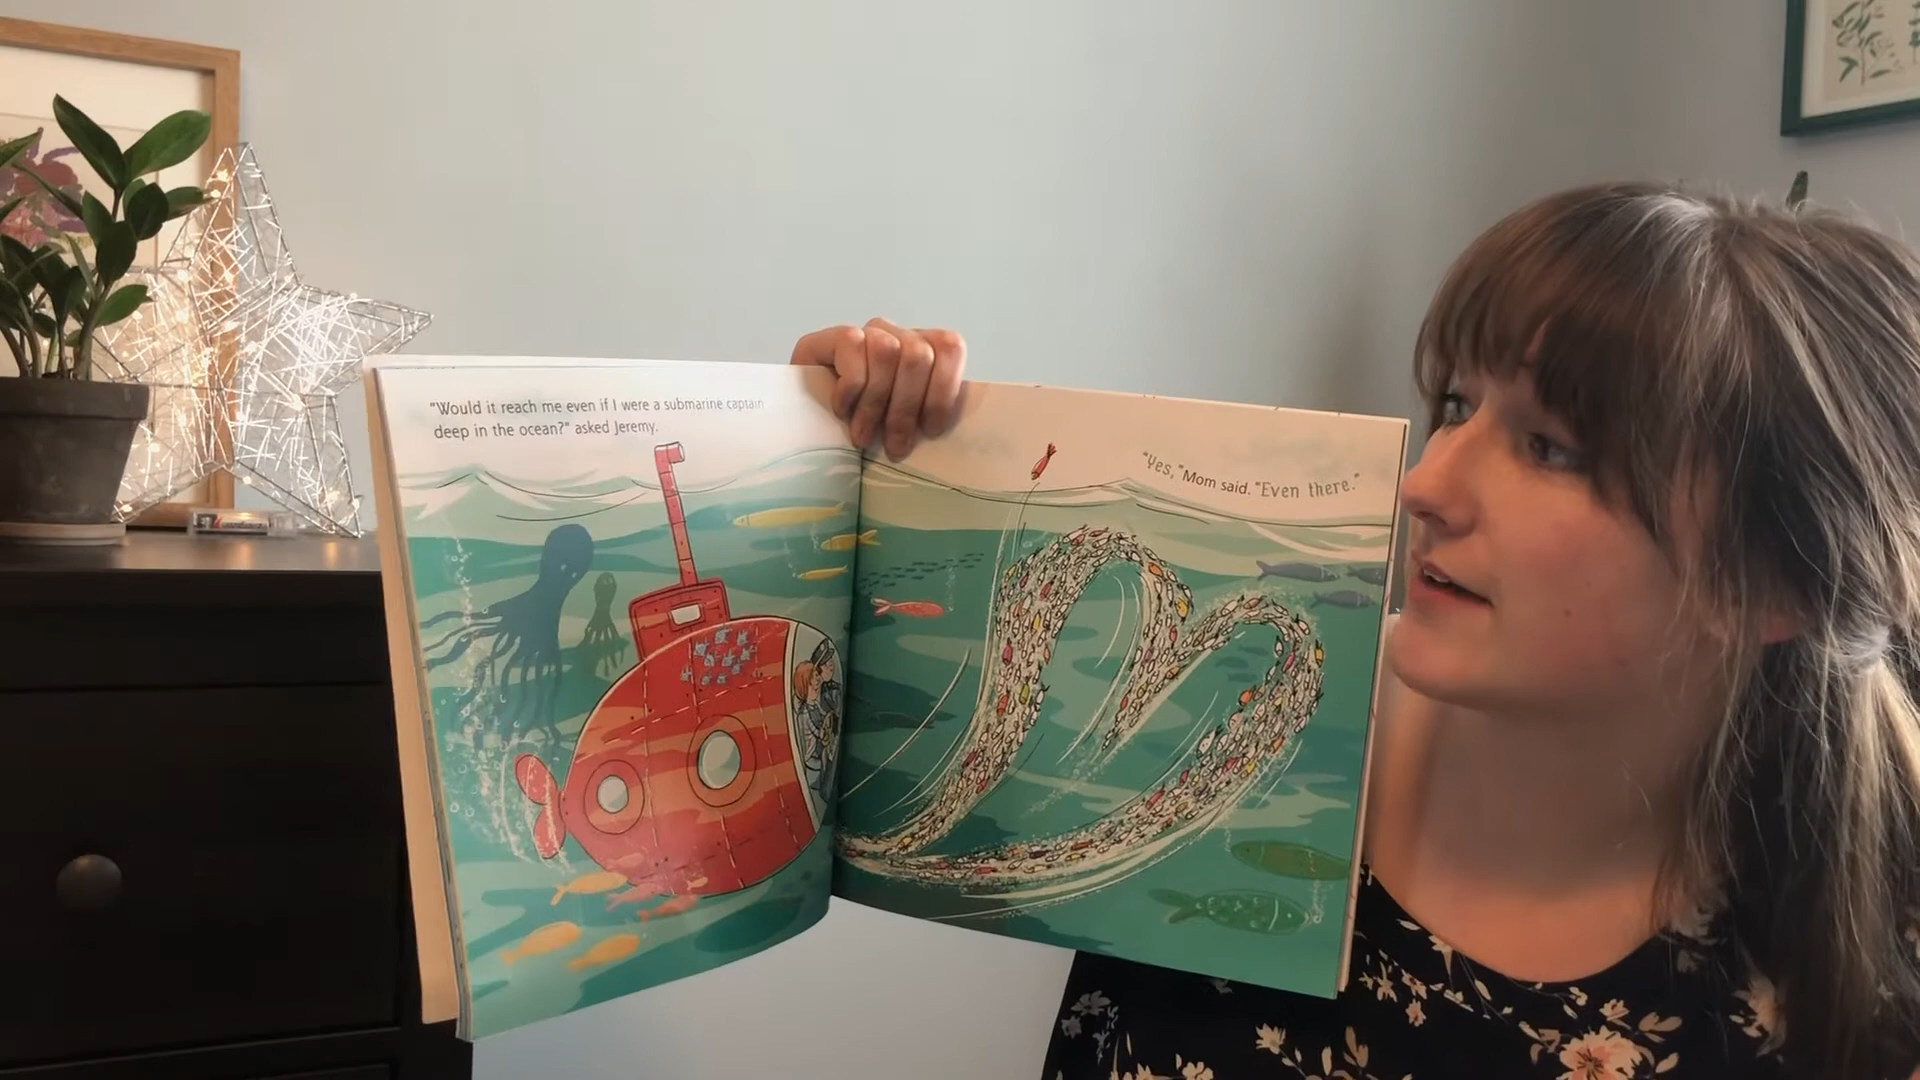 "Would it reach me even if I were a submarine captain
deep in the ocean?" asked Jeremy.
"Yes," Mom said. "Even there."